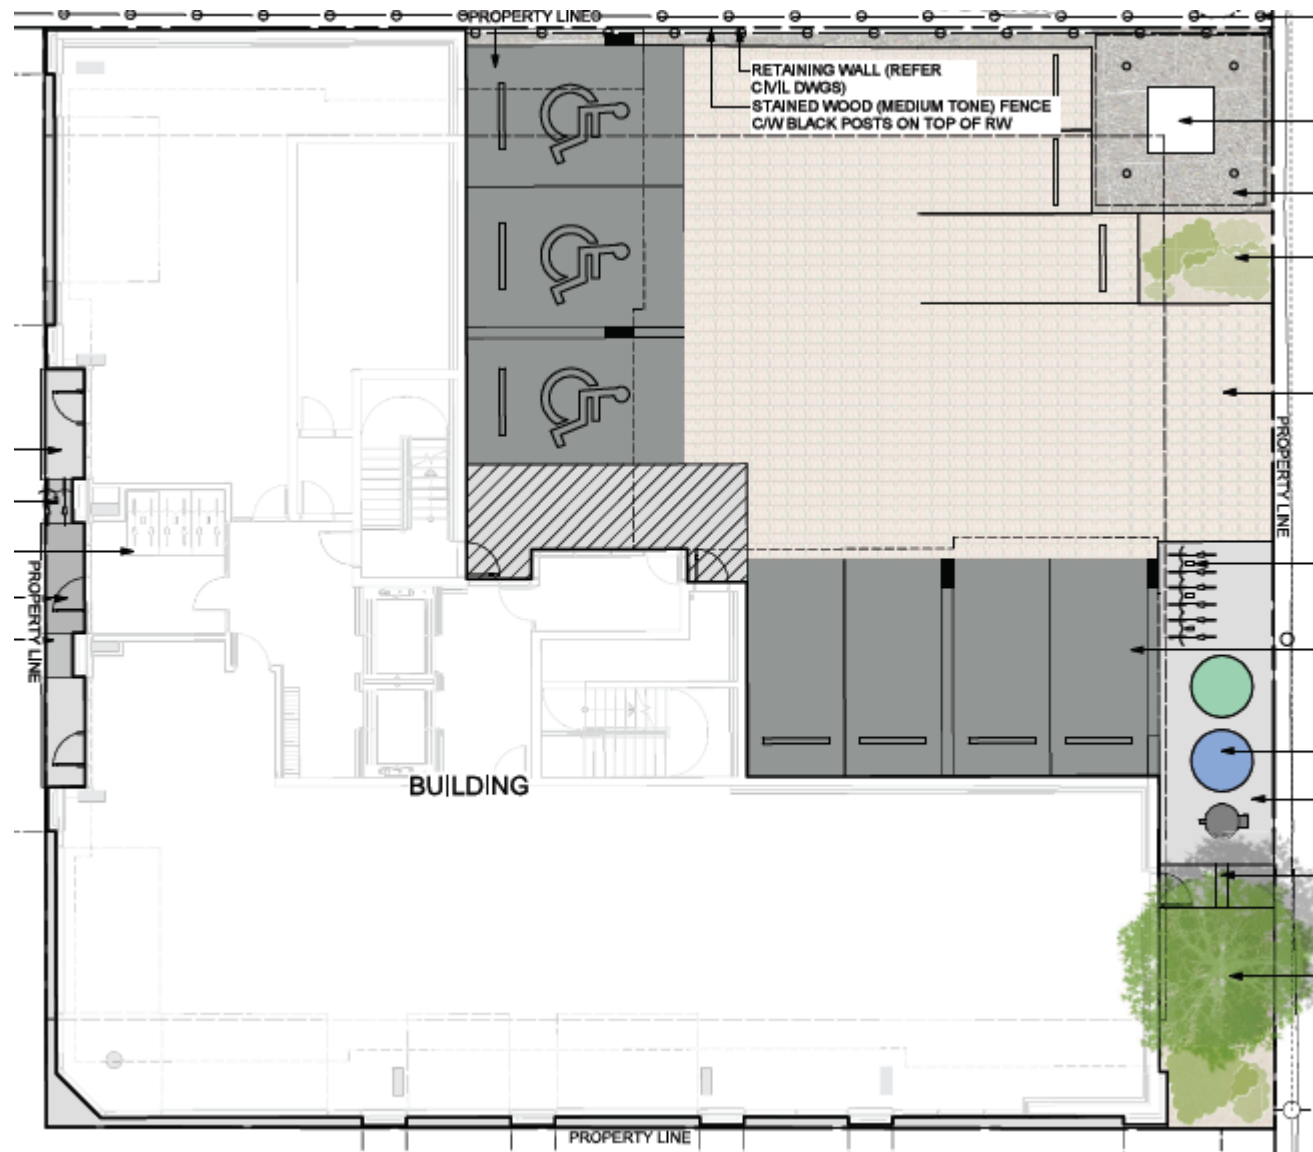 PROPERTY LINE
RETAINING WALL (REFER
CIVIL DWGS)
STAINED WOOD (MEDIUM TONE) FENCE
C/W BLACK POSTS ON TOP OF RW
PROPERTY LINE
PROPERTY LINE
BUILDING
PROPERTY LINE